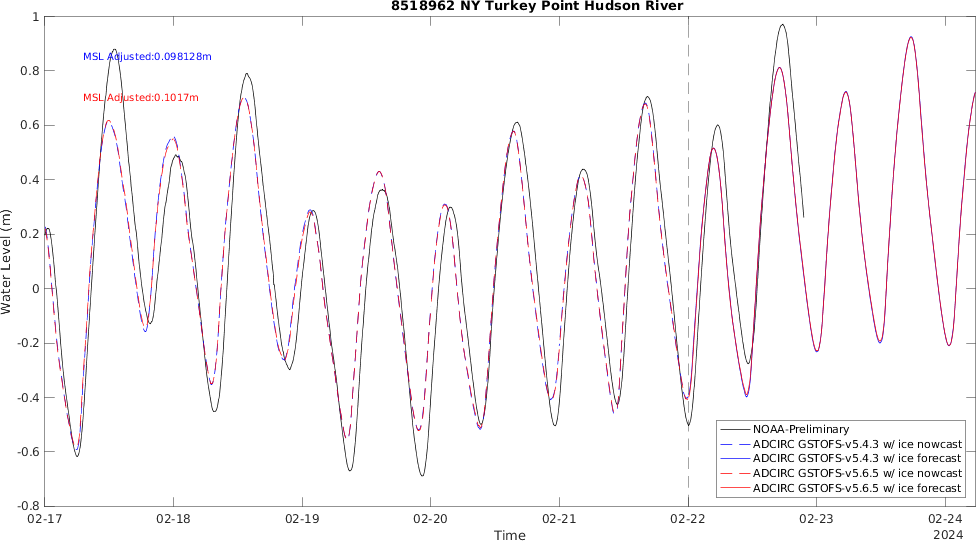 8518962 NY Turkey Point Hudson River
MSL Adjusted:0.098128m
MSL Adjusted:0.1017m
Water Level (m)
1
0.8
0.6
0.4
0.2
0
-0.2
-0.4
-0.6
-0.8
NOAA-Preliminary
ADCIRC GSTOFS-v5.4.3 w/ ice nowcast
ADCIRC GSTOFS-v5.4.3 w/ ice forecast
ADCIRC GSTOFS-v5.6.5 w/ ice nowcast
ADCIRC GSTOFS-v5.6.5 w/ ice forecast
02-17 02-18 02-19 02-20 02-21 02-22 02-23 02-24
Time
2024